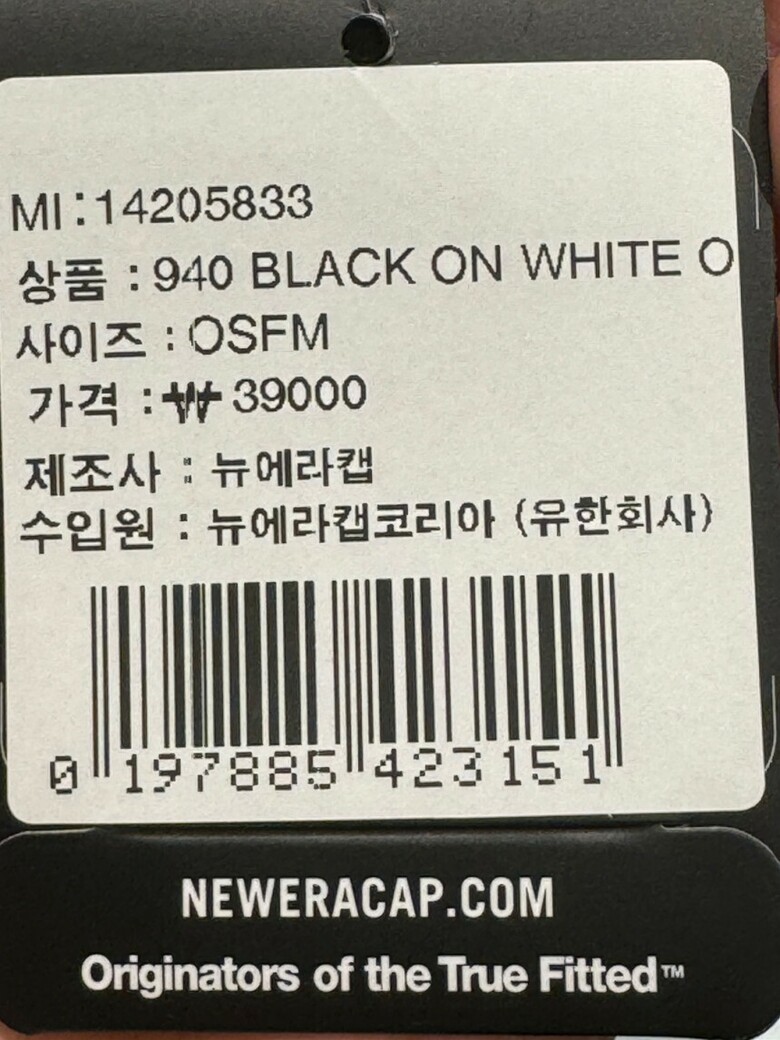 MI:14205833
상품 : 940 BLACK ON WHITE O
사이즈 : OSFM
가격 : ₩ 39000
제조사 : 뉴에라캡
수입원 : 뉴에라캡코리아 (유한회사)
0 197885 423151
NEWERACAP.COM
Originators of the True Fitted™